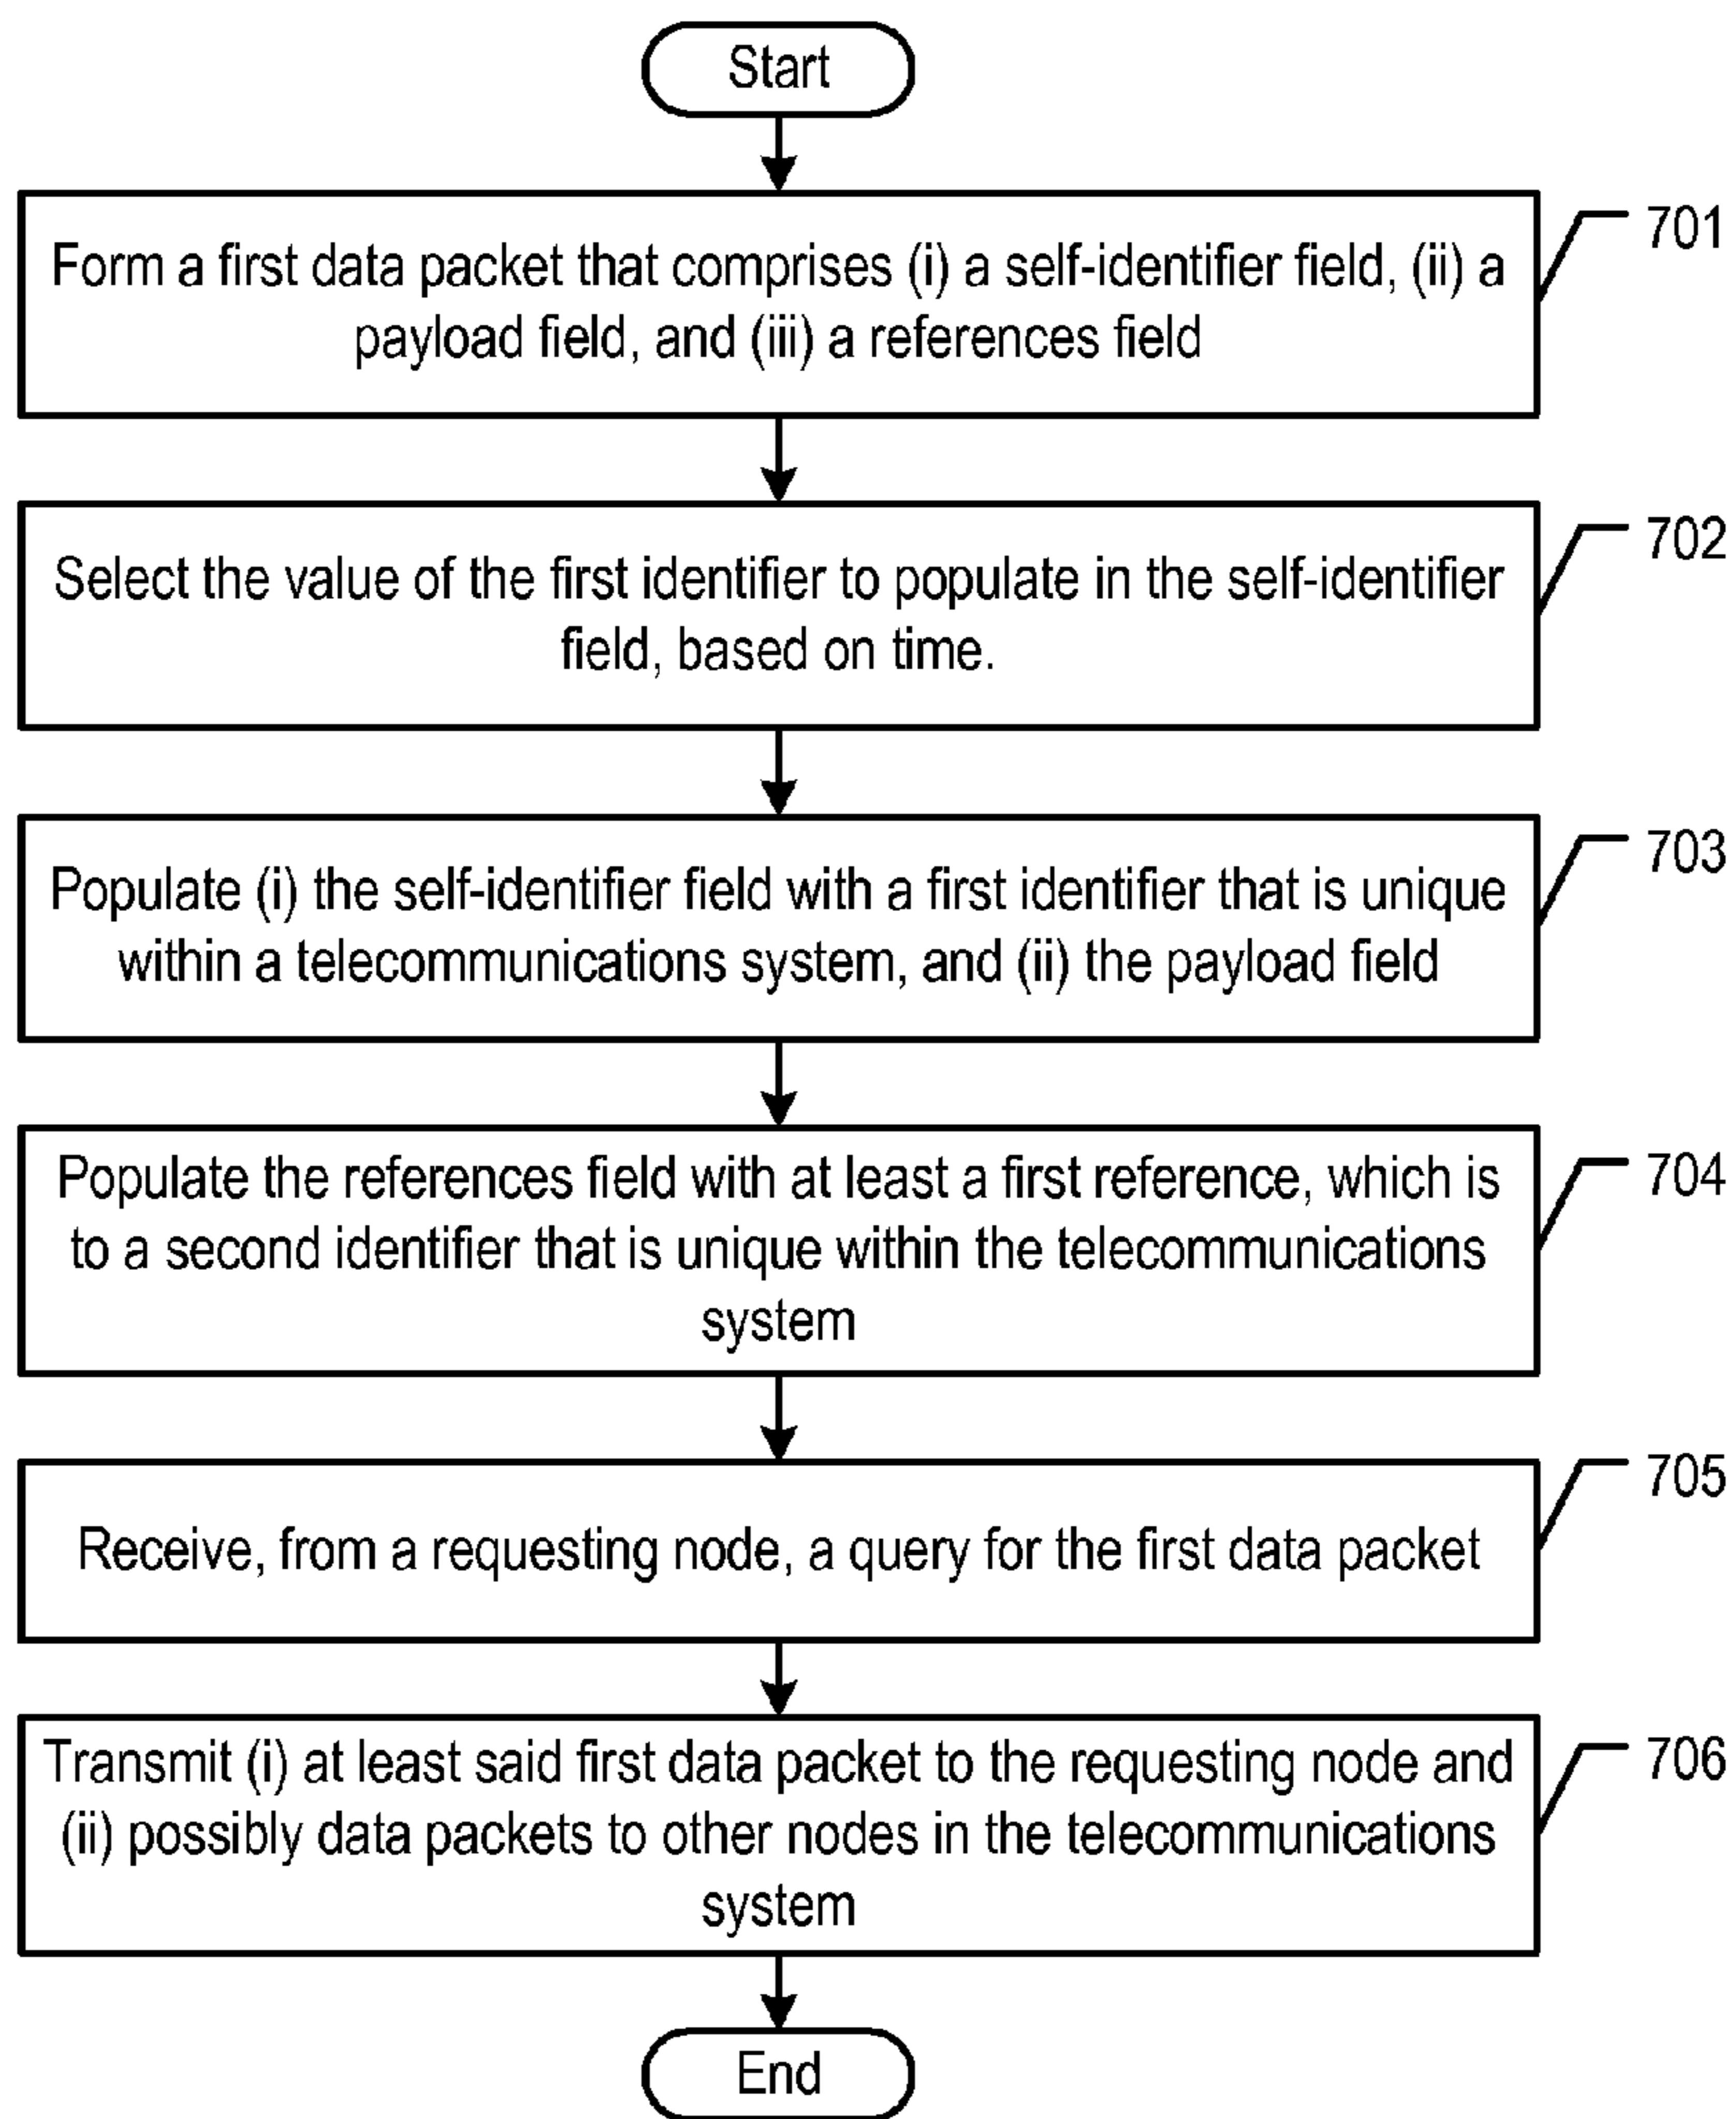 Start
Form a first data packet that comprises (i) a self-identifier field, (ii) a
payload field, and (iii) a references field
701
Select the value of the first identifier to populate in the self-identifier
field, based on time.
702
Populate (i) the self-identifier field with a first identifier that is unique
within a telecommunications system, and (ii) the payload field
703
Populate the references field with at least a first reference, which is
to a second identifier that is unique within the telecommunications
system
704
Receive, from a requesting node, a query for the first data packet
705
Transmit (i) at least said first data packet to the requesting node and
(ii) possibly data packets to other nodes in the telecommunications
system
706
End